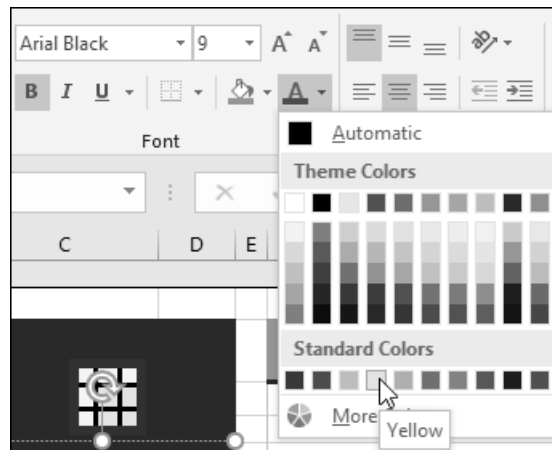 Arial Black 9 A A
B I U A
Font
Automatic
Theme Colors
C D E
Standard Colors
More
Yellow